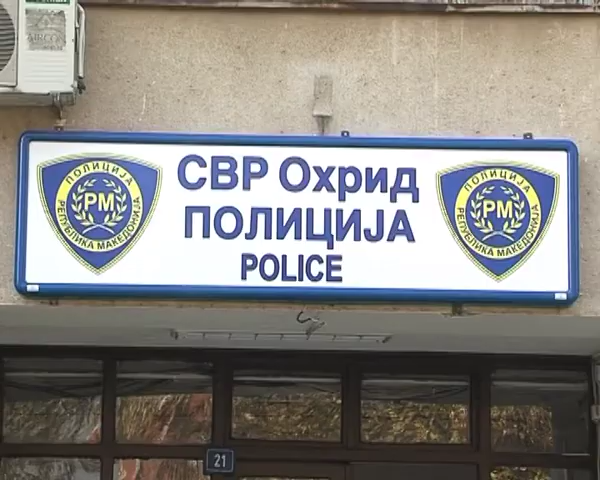 СВР Охрид
ПОЛИЦИЈА
POLICE
ПОЛИЦИЈА
РМ
РЕПУБЛИКА МАКЕДОНИЈА
ПОЛИЦИЈА
РМ
РЕПУБЛИКА МАКЕДОНИЈА
21